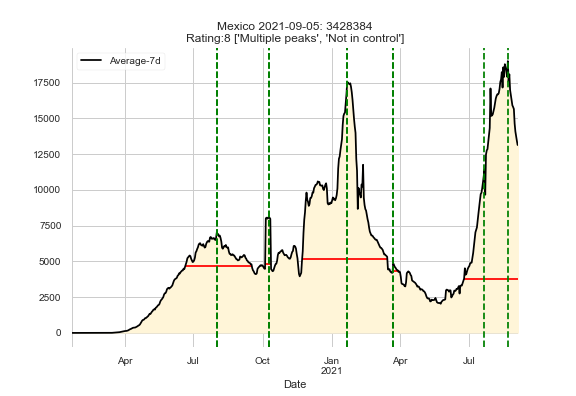 Mexico 2021-09-05: 3428384
Rating:8 ['Multiple peaks', 'Not in control']
Average-7d
17500
15000
12500
10000
7500
5000
2500
0
Apr
Jul
Oct
Jan
2021
Apr
Jul
Date